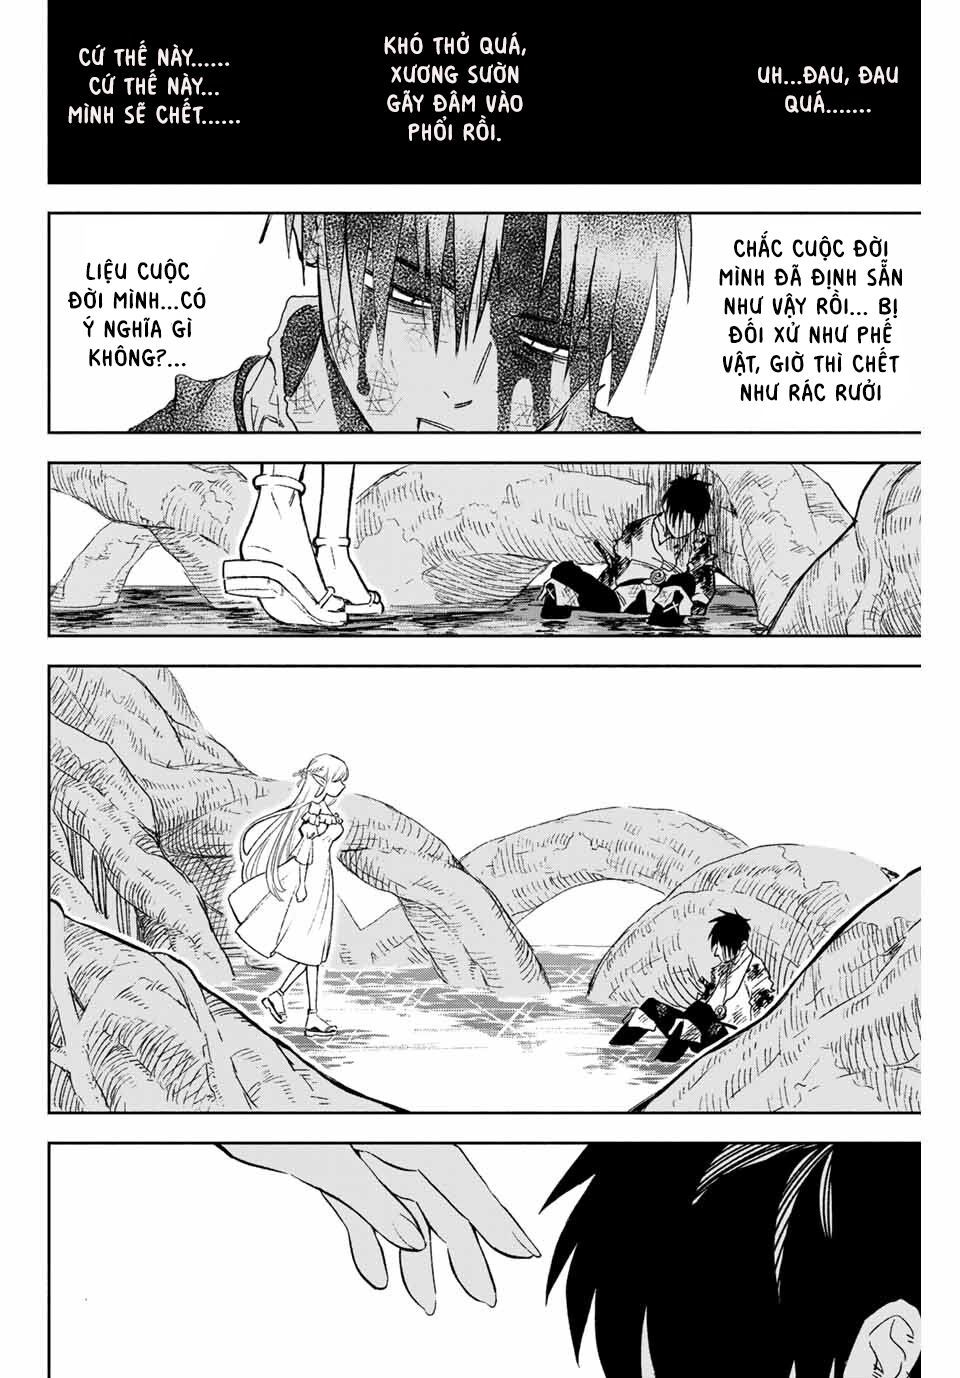 UH...ĐAU, ĐAU
QUÁ.......
KHÓ THỞ QUÁ,
XƯƠNG SƯỜN
GÃY ĐÂM VÀO
PHỔI RỒI.
CỨ THẾ NÀY......
CỨ THẾ NÀY...
MÌNH SẼ CHẾT......
CHẮC CUỘC ĐỜI
MÌNH ĐÃ ĐỊNH SẴN
NHƯ VẬY RỒI... BỊ
ĐỐI XỬ NHƯ PHẾ
VẬT, GIỜ THÌ CHẾT
NHƯ RÁC RƯỞI
LIỆU CUỘC
ĐỜI MÌNH...CÓ
Ý NGHĨA GÌ
KHÔNG?...